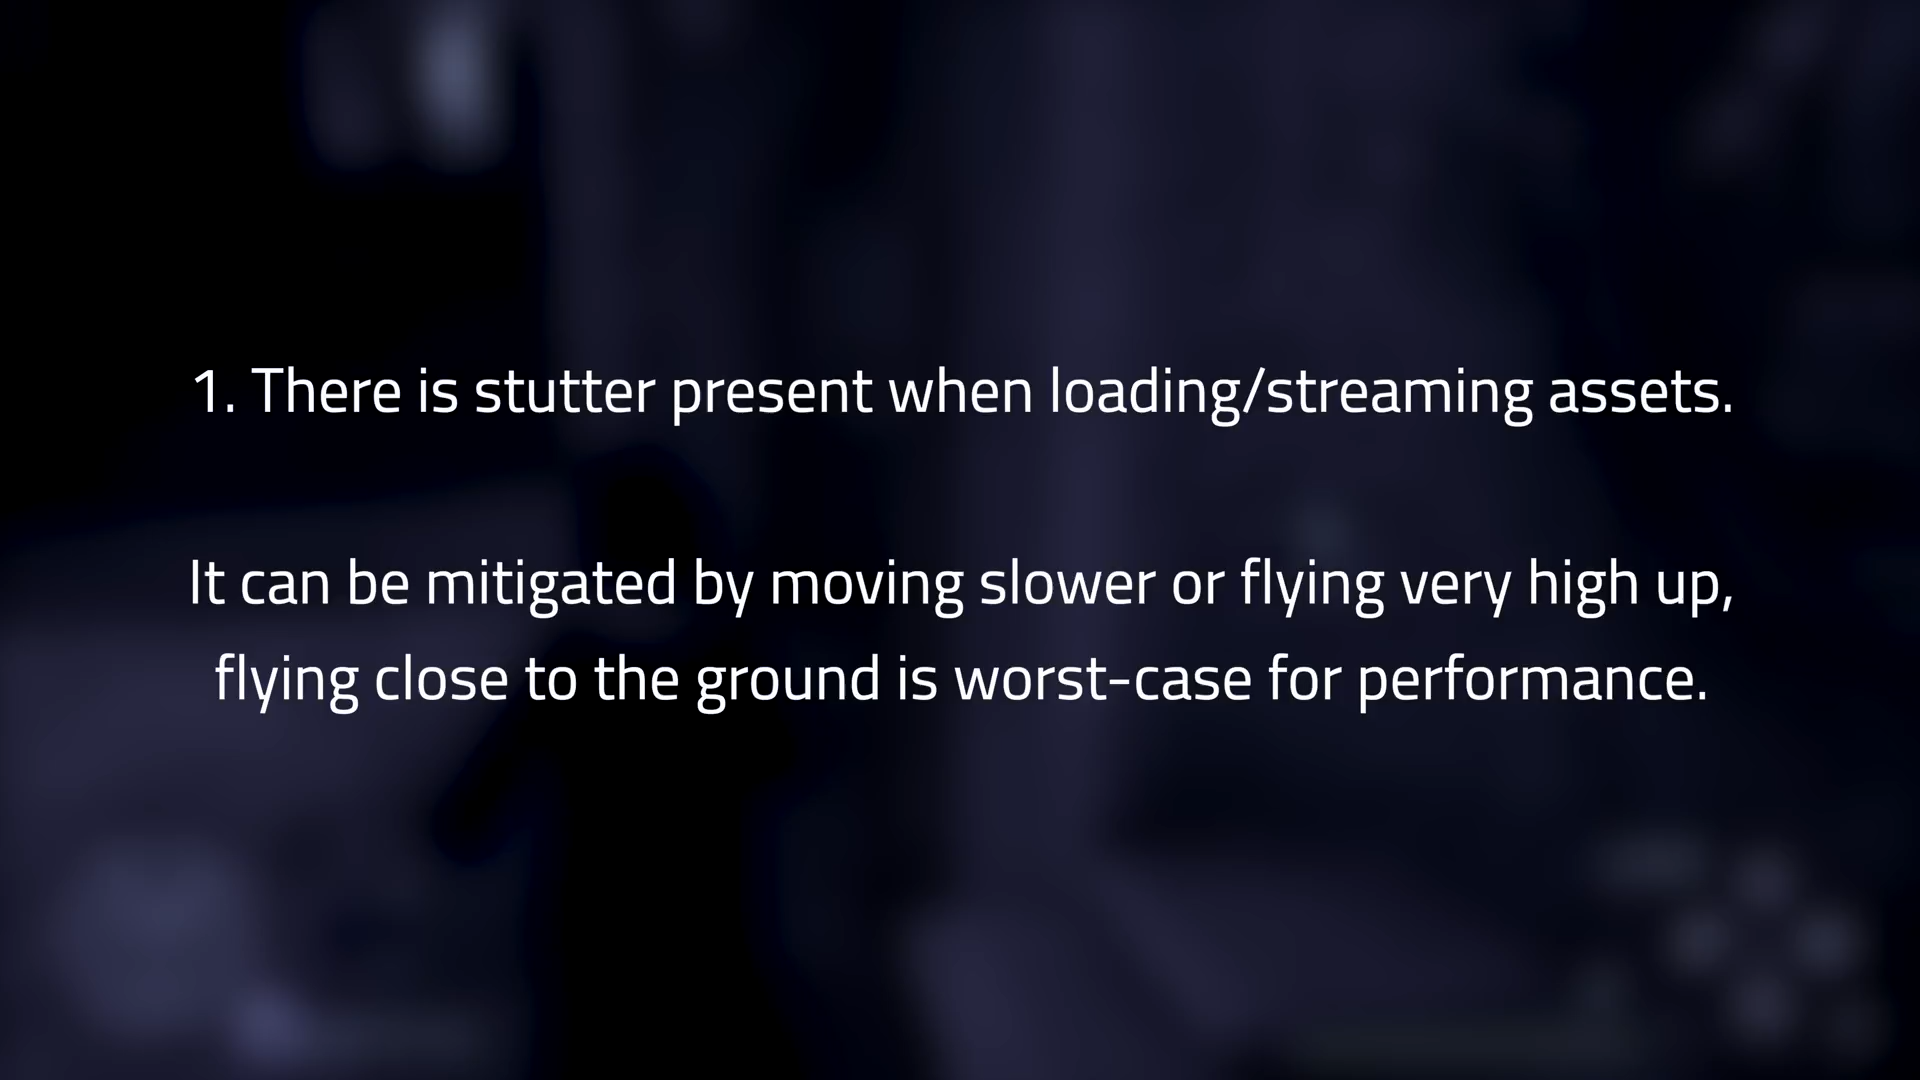 1. There is stutter present when loading/streaming assets.
It can be mitigated by moving slower or flying very high up,
flying close to the ground is worst-case for performance.